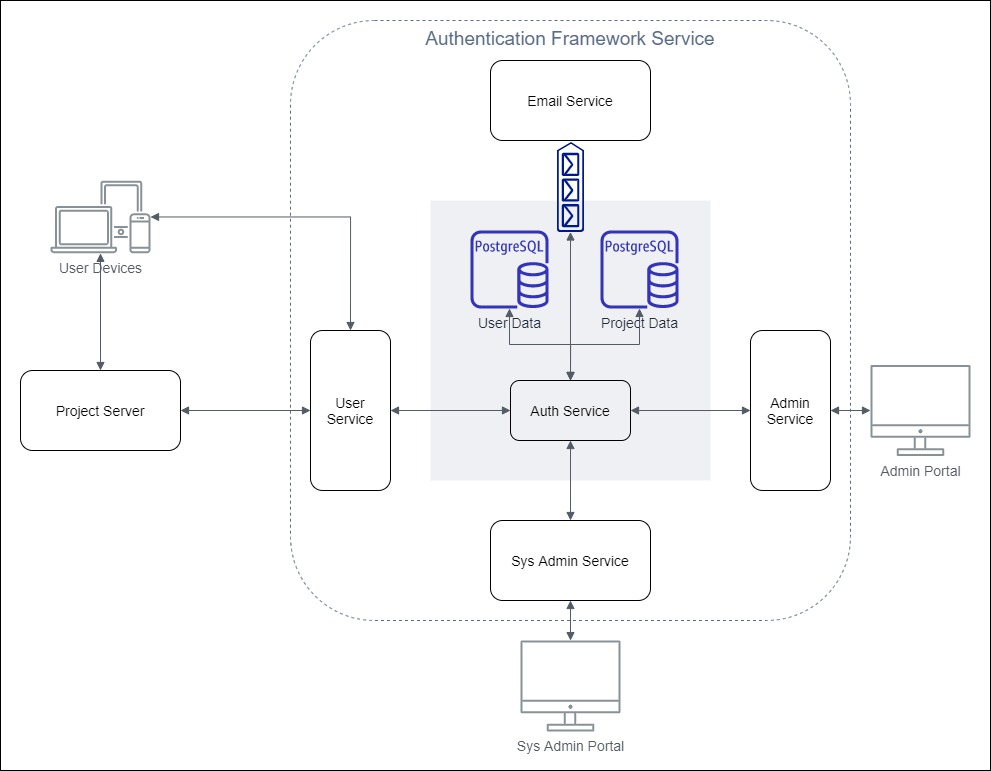 Authentication Framework Service
Email Service
PostgreSQL
PostgreSQL
User Devices
User Data
Project Data
Project Server
User
Service
Auth Service
Admin
Service
Admin Portal
Sys Admin Service
Sys Admin Portal